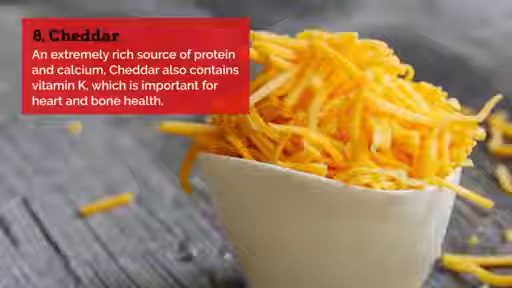 8. Cheddar
An extremely rich source of protein
and calcium, Cheddar also contains
vitamin K, which is important for
heart and bone health.